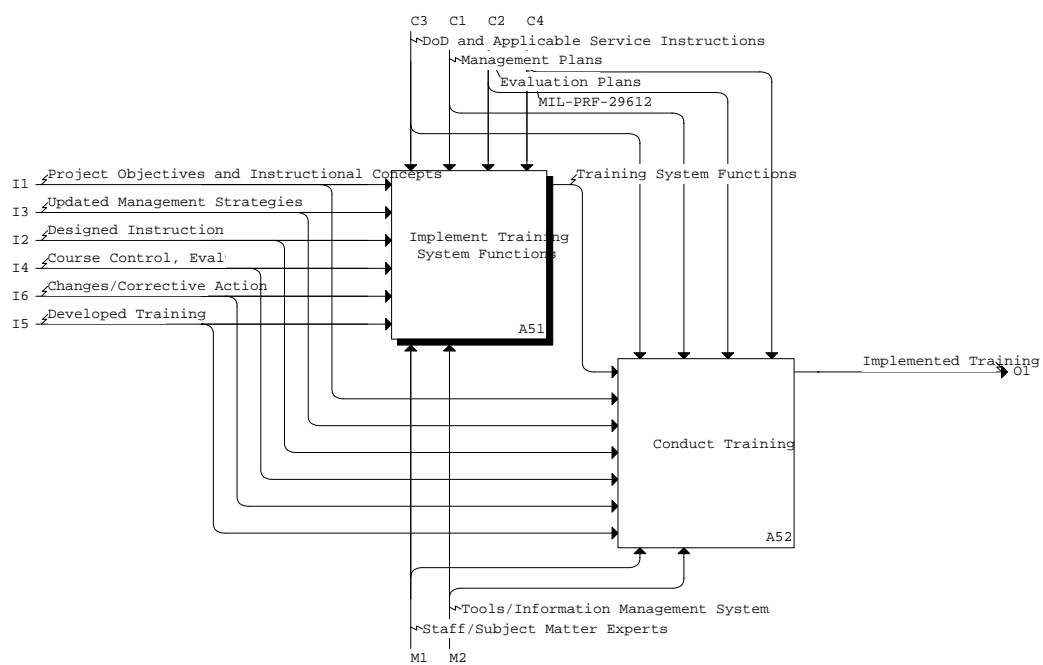 C3 C1 C2 C4
DoD and Applicable Service Instructions
Management Plans
Evaluation Plans
MIL-PRF-29612
Project Objectives and Instructional Concepts
I1
Training System Functions
Updated Management Strategies
I3
Designed Instruction
I2
Implement Training
System Functions
Course Control, Eval
I4
Changes/Corrective Action
I6
Developed Training
I5
A51
Implemented Training
O1
Conduct Training
A52
Tools/Information Management System
Staff/Subject Matter Experts
M1 M2